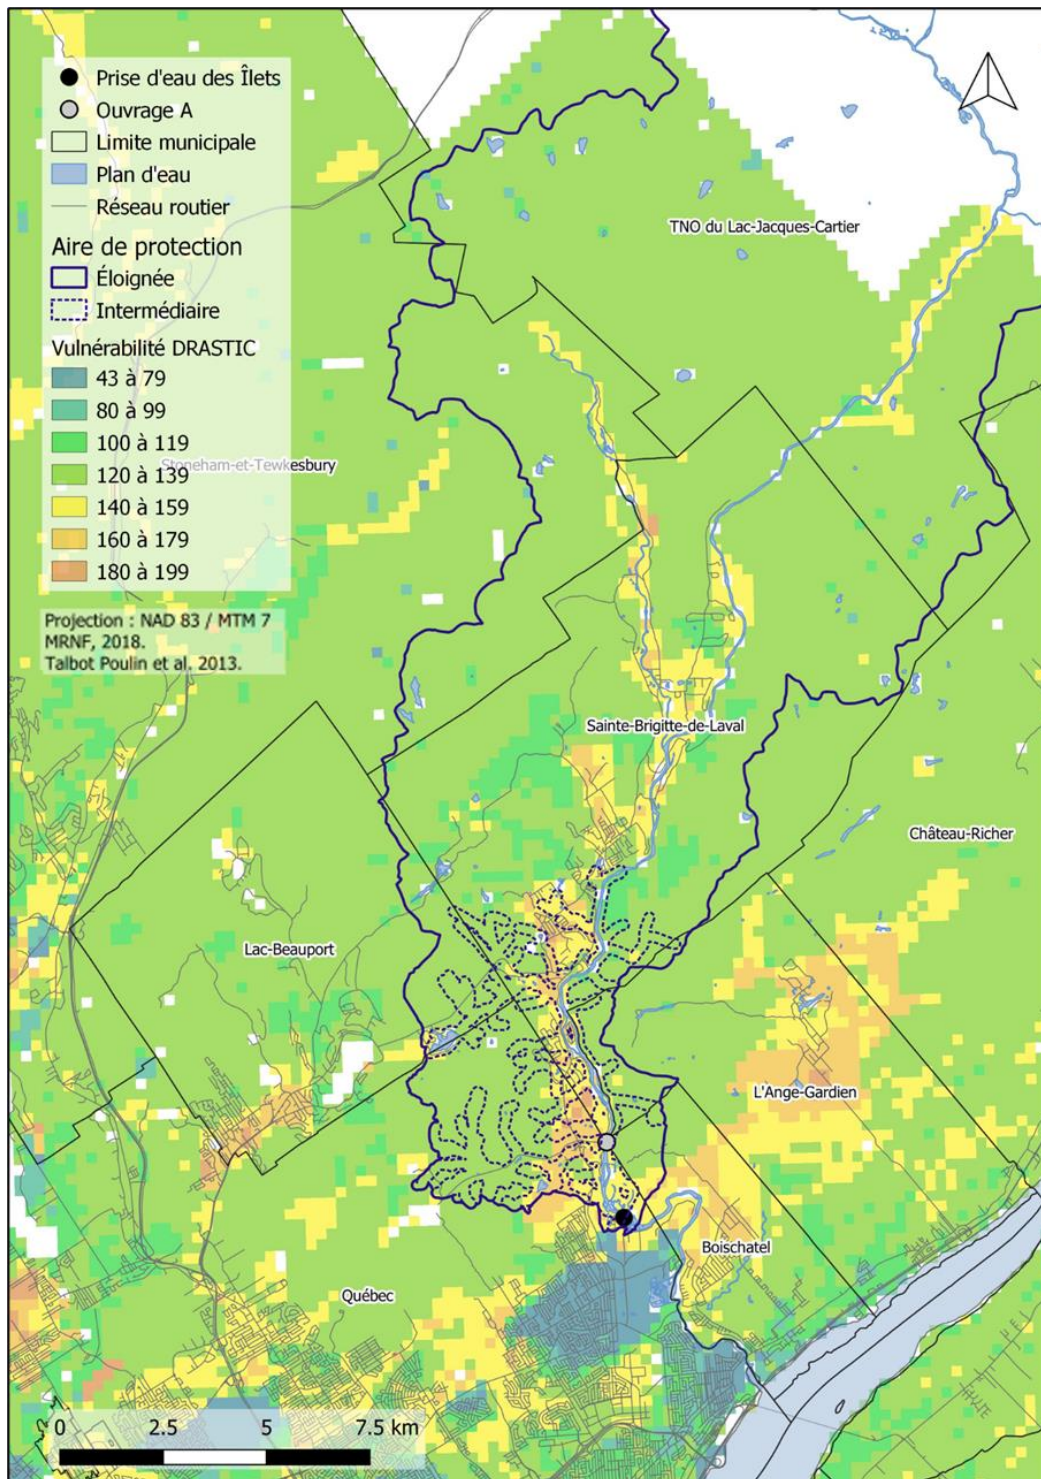 Prise d'eau des Îlets
Ouvrage A
Limite municipale
Plan d'eau
Réseau routier
Aire de protection
Éloignée
Intermédiaire
Vulnérabilité DRASTIC
43 à 79
80 à 99
100 à 119
120 à 139
140 à 159
160 à 179
180 à 199
Projection : NAD 83 / MTM 7
MRNF, 2018.
Talbot Poulin et al. 2013.
TNO du Lac-Jacques-Cartier
Stoneham-et-Tewkesbury
Sainte-Brigitte-de-Laval
Château-Richer
Lac-Beauport
L'Ange-Gardien
Boischatel
Québec
0 2.5 5 7.5 km